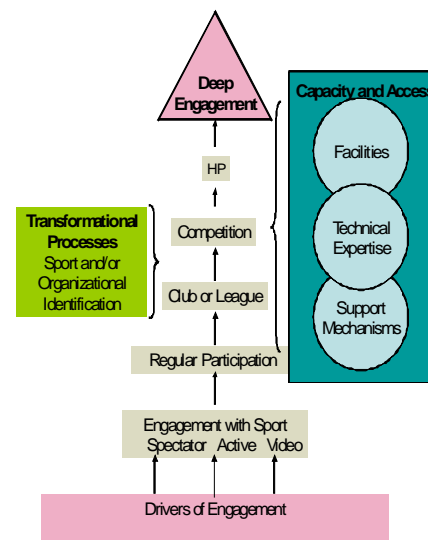 Deep
Engagement
Capacity and Access
Facilities
HP
Transformational
Processes
Sport and/or
Organizational
Identification
Competition
Technical
Expertise
Club or League
Support
Mechanisms
Regular Participation
Engagement with Sport
Spectator Active Video
Drivers of Engagement